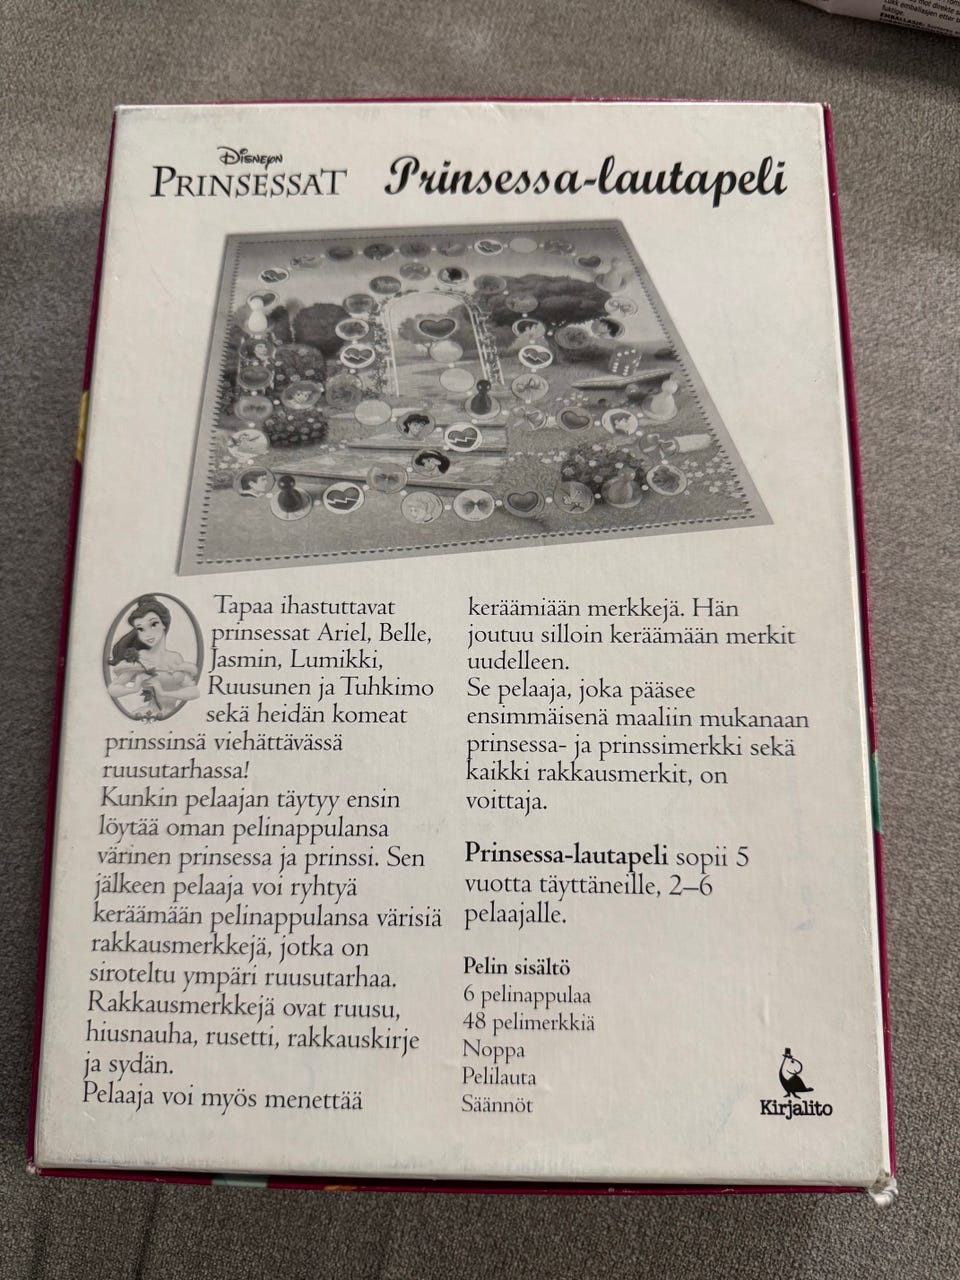 Disneyn
PRINSESSAT
Prinsessa-lautapeli
Tapaa ihastuttavat
prinsessat Ariel, Belle,
Jasmin, Lumikki,
Ruusunen ja Tuhkimo
sekä heidän komeat
prinssinsä viehättävässä
ruusutarhassa!
Kunkin pelaajan täytyy ensin
löytää oman pelinappulansa
värinen prinsessa ja prinssi. Sen
jälkeen pelaaja voi ryhtyä
keräämään pelinappulansa värisiä
rakkausmerkkejä, jotka on
siroteltu ympäri ruusutarhaa.
Rakkausmerkkejä ovat ruusu,
hiusnauha, rusetti, rakkauskirje
ja sydän.
Pelaaja voi myös menettää
keräämiään merkkejä. Hän
joutuu silloin keräämään merkit
uudelleen.
Se pelaaja, joka pääsee
ensimmäisenä maaliin mukanaan
prinsessa- ja prinssimerkki sekä
kaikki rakkausmerkit, on
voittaja.
Prinsessa-lautapeli sopii 5
vuotta täyttäneille, 2–6
pelaajalle.
Pelin sisältö
6 pelinappulaa
48 pelimerkkiä
Noppa
Pelilauta
Säännöt
Kirjalito